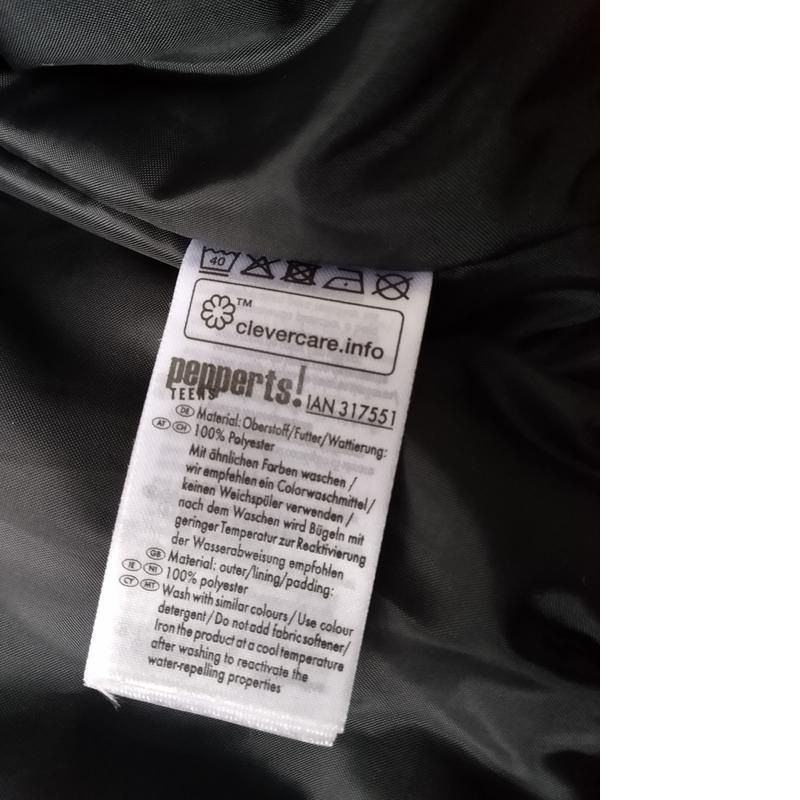 40
TM
clevercare.info
pepperts!
TEENS
IAN 317551
DE Material: Oberstoff/Futter/Wattierung:
AT CH 100% Polyester
Mit ähnlichen Farben waschen /
wir empfehlen ein Colorwaschmittel/
keinen Weichspüler verwenden /
nach dem Waschen wird Bügeln mit
geringer Temperatur zur Reaktivierung
der Wasserabweisung empfohlen
GB Material: outer/lining/padding:
IE NI 100% polyester
CY MT Wash with similar colours / Use colour
detergent / Do not add fabric softener/
Iron the product at a cool temperature
after washing to reactivate the
water-repelling properties